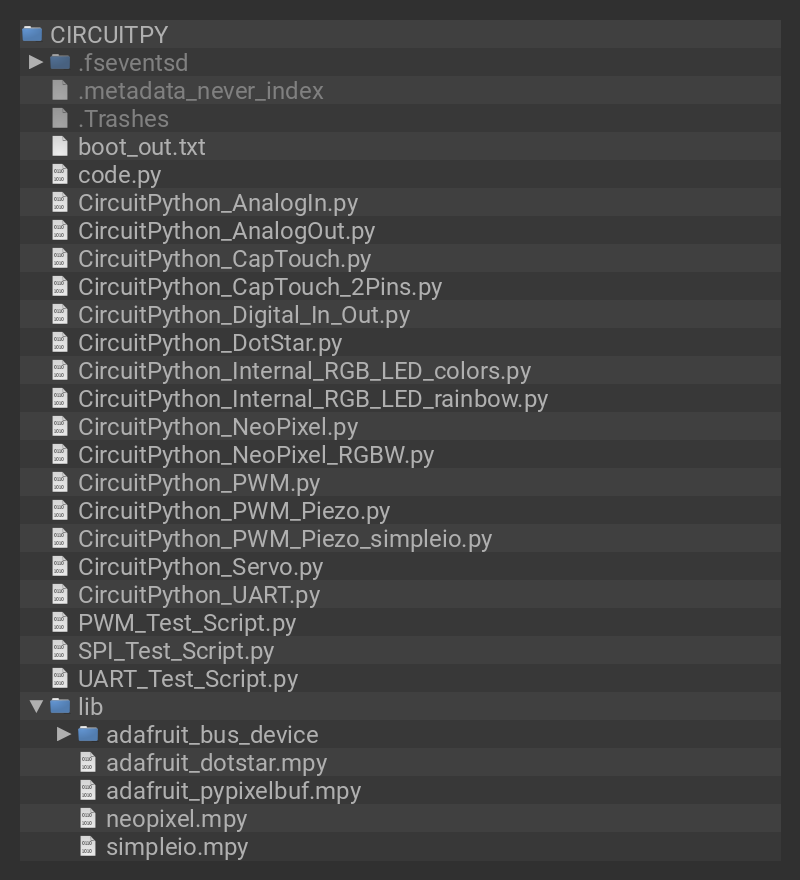 CIRCUITPY
.fseventsd
.metadata_never_index
.Trashes
boot_out.txt
code.py
CircuitPython_AnalogIn.py
CircuitPython_AnalogOut.py
CircuitPython_CapTouch.py
CircuitPython_CapTouch_2Pins.py
CircuitPython_Digital_In_Out.py
CircuitPython_DotStar.py
CircuitPython_Internal_RGB_LED_colors.py
CircuitPython_Internal_RGB_LED_rainbow.py
CircuitPython_NeoPixel.py
CircuitPython_NeoPixel_RGBW.py
CircuitPython_PWM.py
CircuitPython_PWM_Piezo.py
CircuitPython_PWM_Piezo_simpleio.py
CircuitPython_Servo.py
CircuitPython_UART.py
PWM_Test_Script.py
SPI_Test_Script.py
UART_Test_Script.py
lib
adafruit_bus_device
adafruit_dotstar.mpy
adafruit_pypixelbuf.mpy
neopixel.mpy
simpleio.mpy